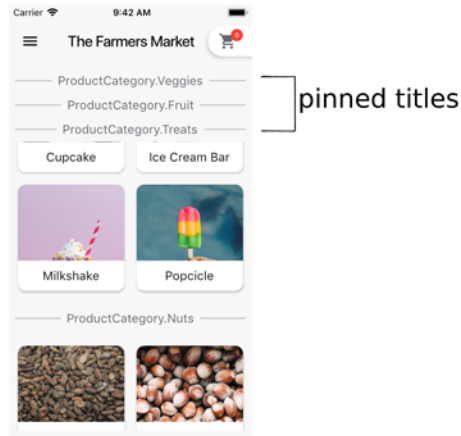 Carrier 9:42 AM
The Farmers Market
ProductCategory.Veggies
ProductCategory.Fruit
ProductCategory.Treats
pinned titles
Cupcake Ice Cream Bar
Milkshake Popcicle
ProductCategory.Nuts